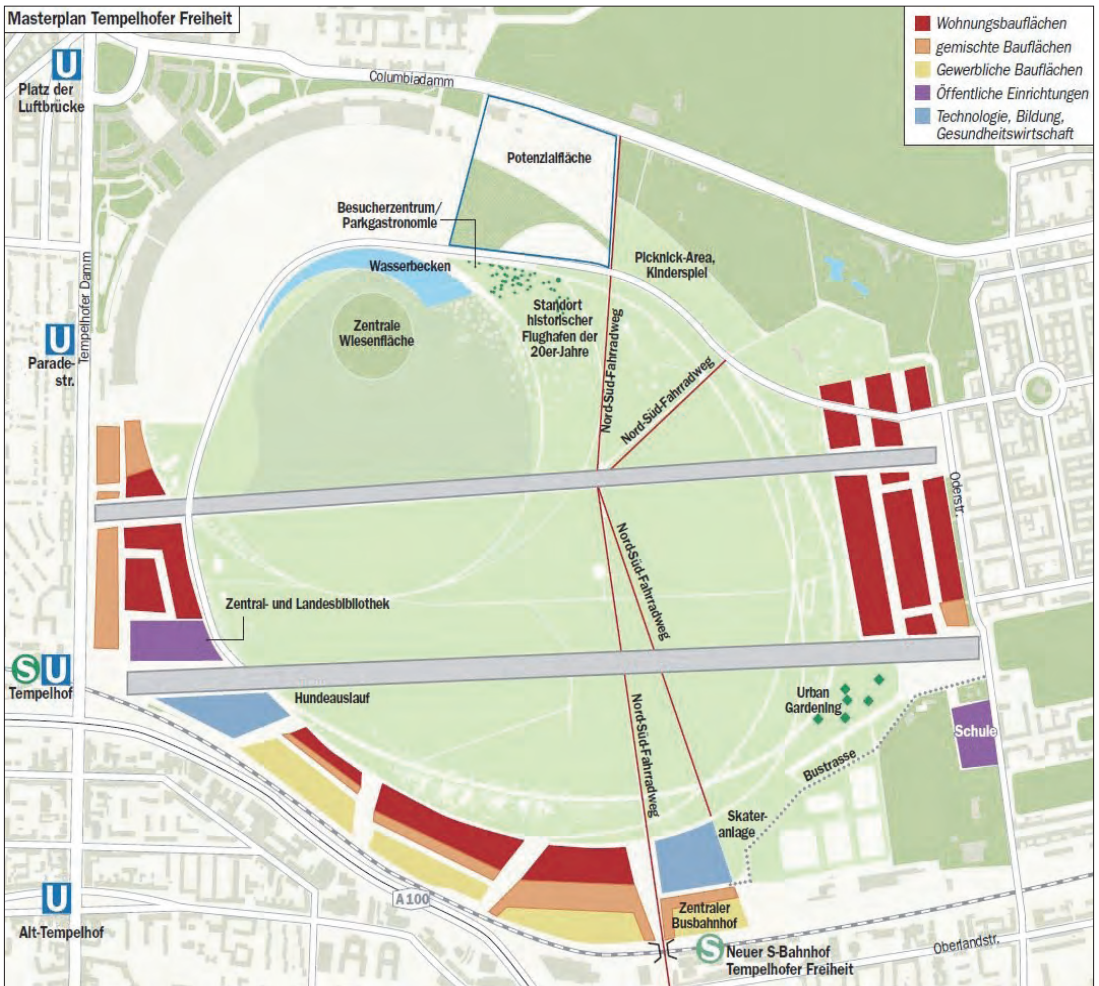 Masterplan Tempelhofer Freiheit
Wohnungsbauflächen
gemischte Bauflächen
Gewerbliche Bauflächen
Öffentliche Einrichtungen
Technologie, Bildung,
Gesundheitswirtschaft
U
Platz der
Luftbrücke
Columbiadamm
Potenzialfläche
Besucherzentrum/
Parkgastronomie
Wasserbecken
Picknick-Area,
Kinderspiel
Tempelhofer Damm
Standort
historischer
Flughafen der
20er-Jahre
Zentrale
Wiesenfläche
U
Parade-
str.
Nord-Süd-Fahrradweg
Nord-Süd-Fahrradweg
Oderstr.
Nord-Süd-Fahrradweg
Zentral- und Landesbibliothek
S U
Tempelhof
Hundeauslauf
Urban
Gardening
Nord-Süd-Fahrradweg
Schule
Bustrasse
Skater-
anlage
A 100
U
Alt-Tempelhof
Zentraler
Busbahnhof
S
Neuer S-Bahnhof
Tempelhofer Freiheit
Oberlandstr.